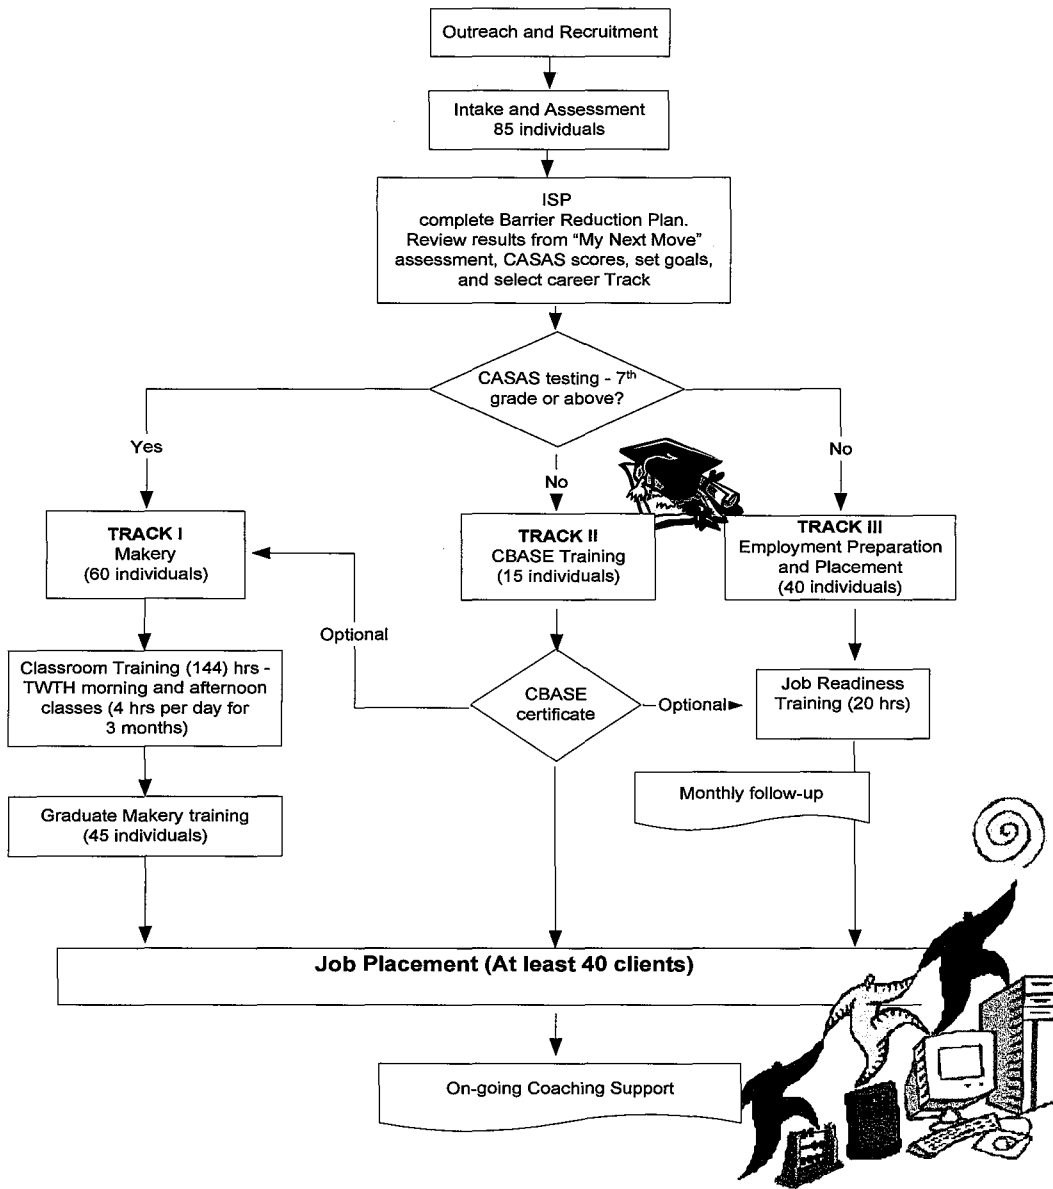 Outreach and Recruitment
Intake and Assessment
85 individuals
ISP
complete Barrier Reduction Plan.
Review results from “My Next Move”
assessment, CASAS scores, set goals,
and select career Track
CASAS testing - 7th
grade or above?
Yes
No
No
TRACK I
Makery
(60 individuals)
TRACK II
CBASE Training
(15 individuals)
TRACK III
Employment Preparation
and Placement
(40 individuals)
Optional
Classroom Training (144) hrs -
TWTH morning and afternoon
classes (4 hrs per day for
3 months)
CBASE
certificate
Optional
Job Readiness
Training (20 hrs)
Monthly follow-up
Graduate Makery training
(45 individuals)
Job Placement (At least 40 clients)
On-going Coaching Support